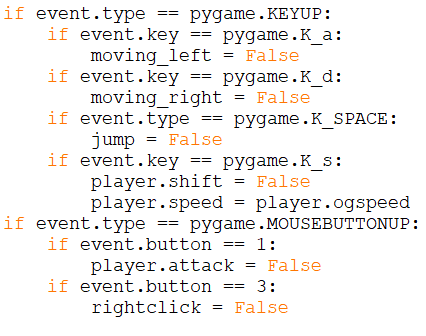 if event.type == pygame.KEYUP:
    if event.key == pygame.K_a:
        moving_left = False
    if event.key == pygame.K_d:
        moving_right = False
    if event.type == pygame.K_SPACE:
        jump = False
    if event.key == pygame.K_s:
        player.shift = False
        player.speed = player.ogspeed
if event.type == pygame.MOUSEBUTTONUP:
    if event.button == 1:
        player.attack = False
    if event.button == 3:
        rightclick = False